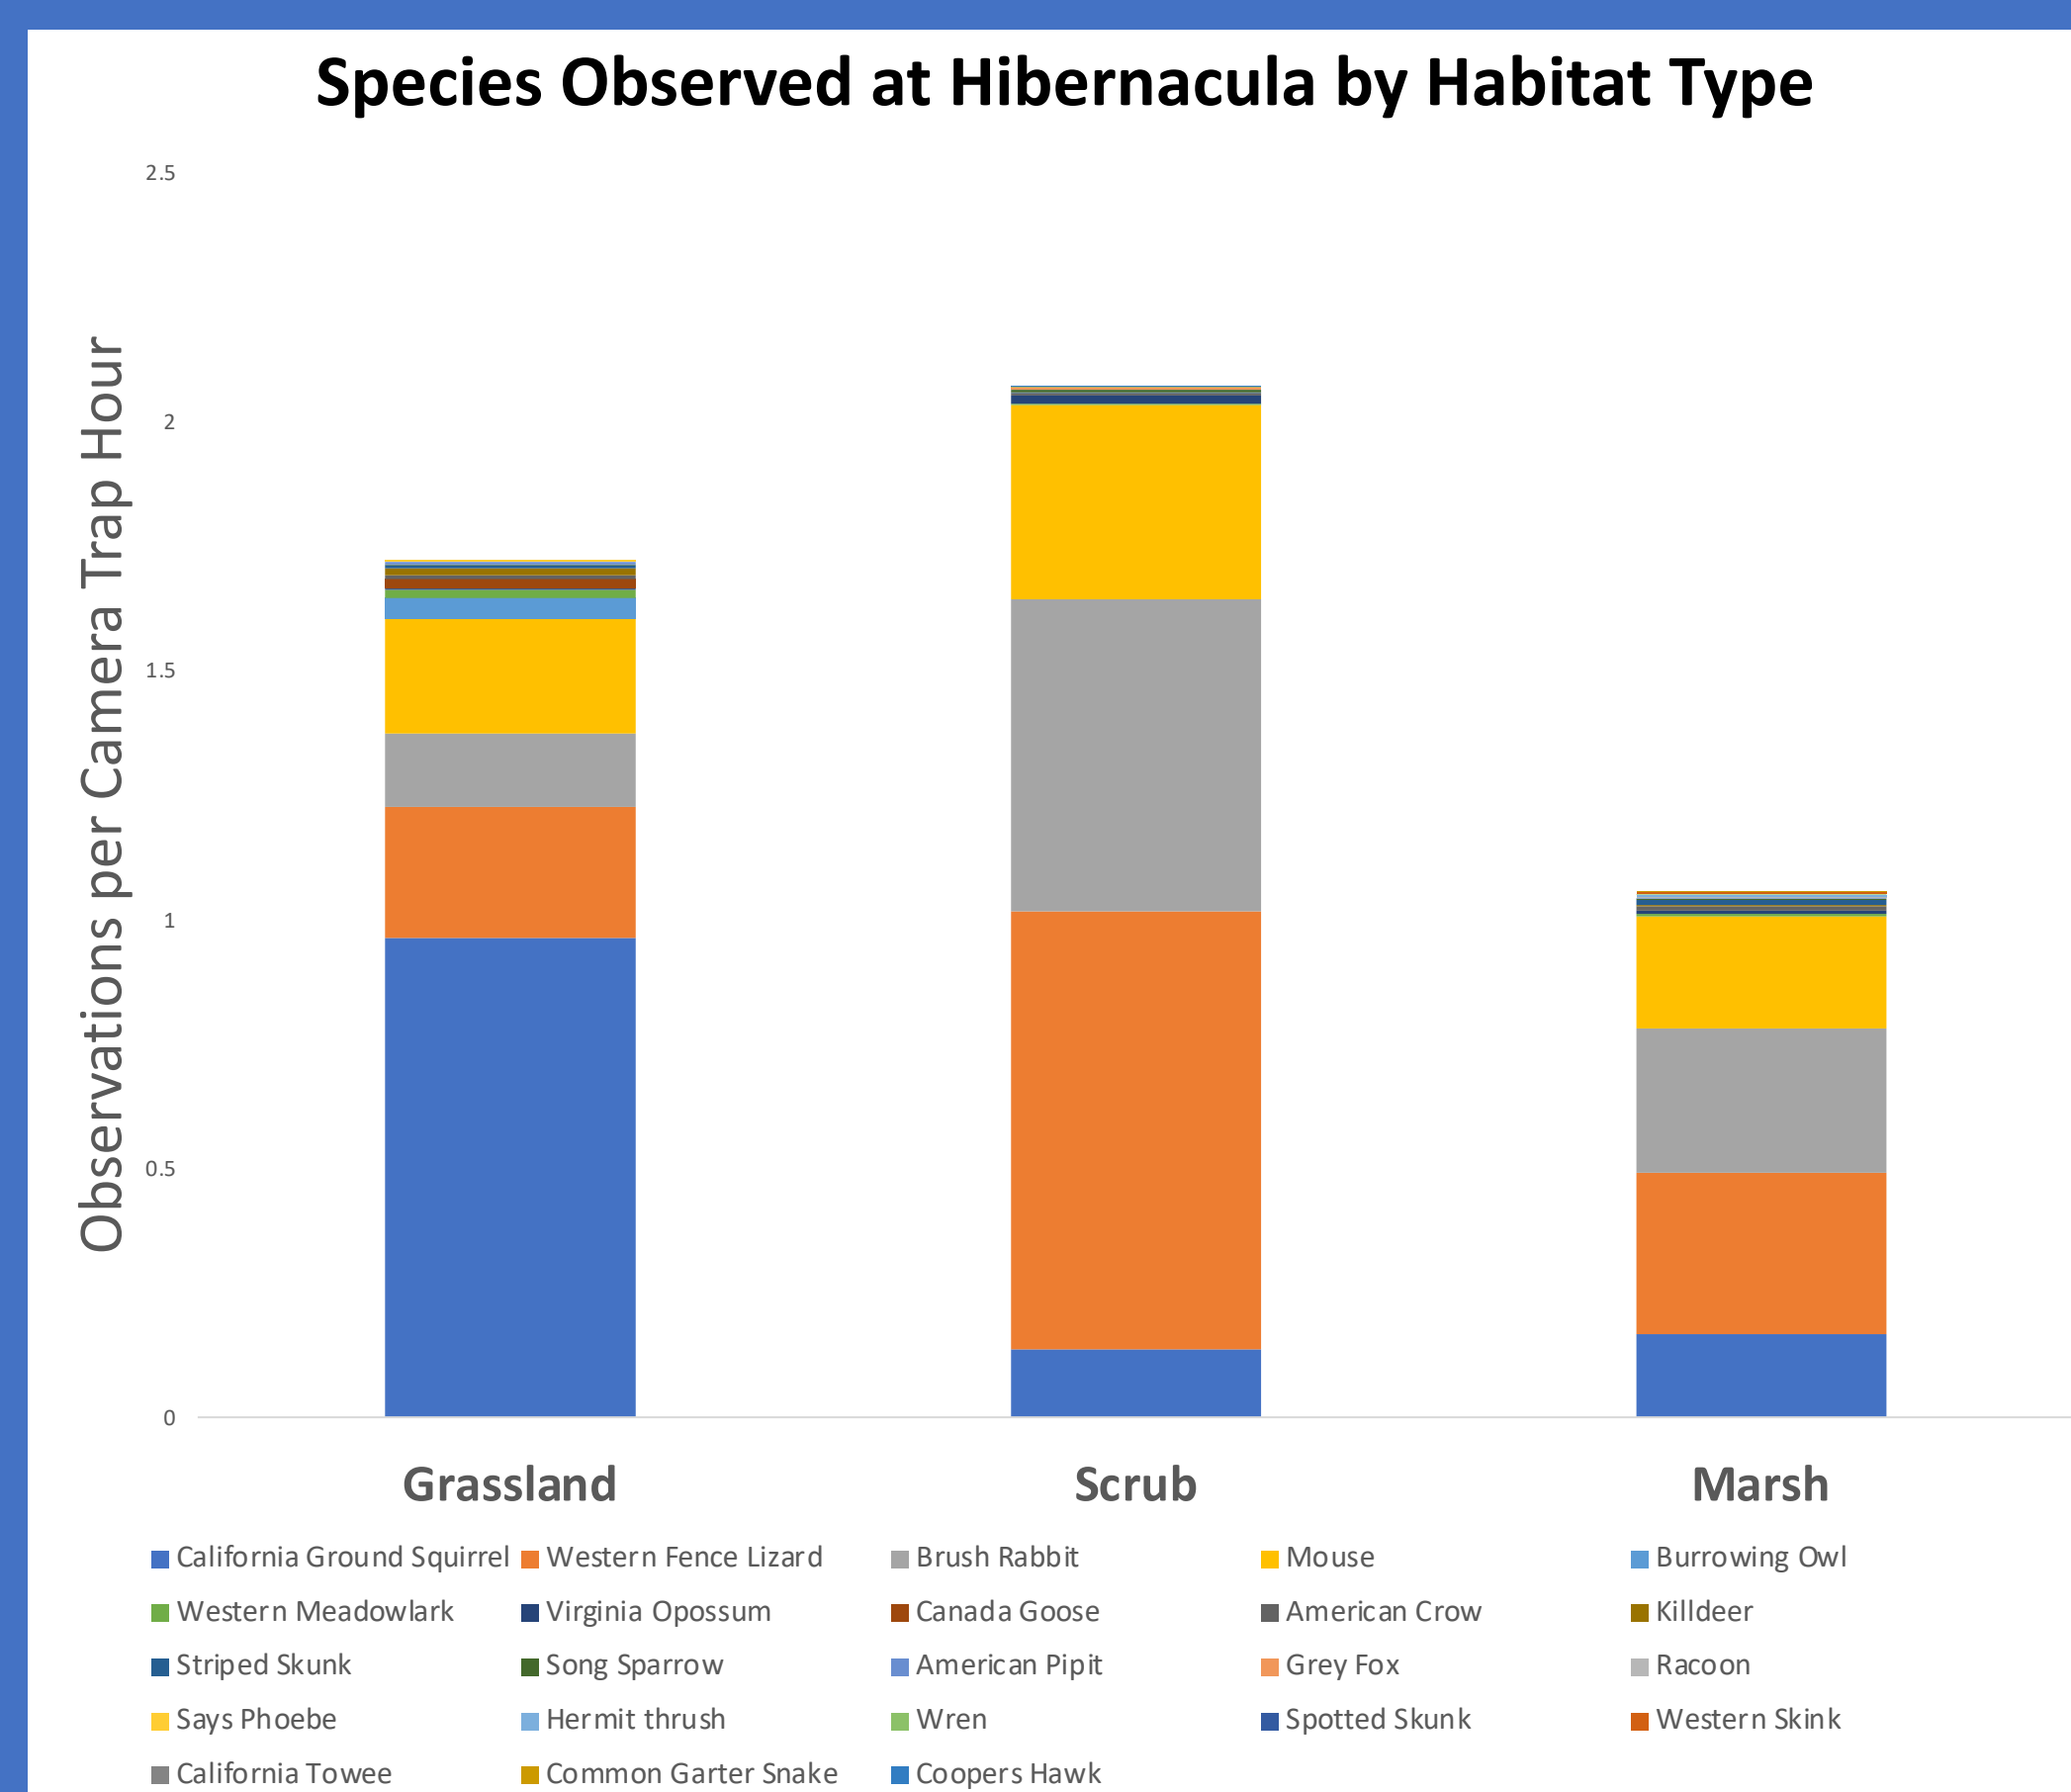 Species Observed at Hibernacula by Habitat Type
Observations per Camera Trap Hour
2.5
2
1.5
1
0.5
0
Grassland Scrub Marsh
California Ground Squirrel Western Fence Lizard Brush Rabbit Mouse Burrowing Owl
Western Meadowlark Virginia Opossum Canada Goose American Crow Killdeer
Striped Skunk Song Sparrow American Pipit Grey Fox Racoon
Says Phoebe Hermit thrush Wren Spotted Skunk Western Skink
California Towee Common Garter Snake Coopers Hawk